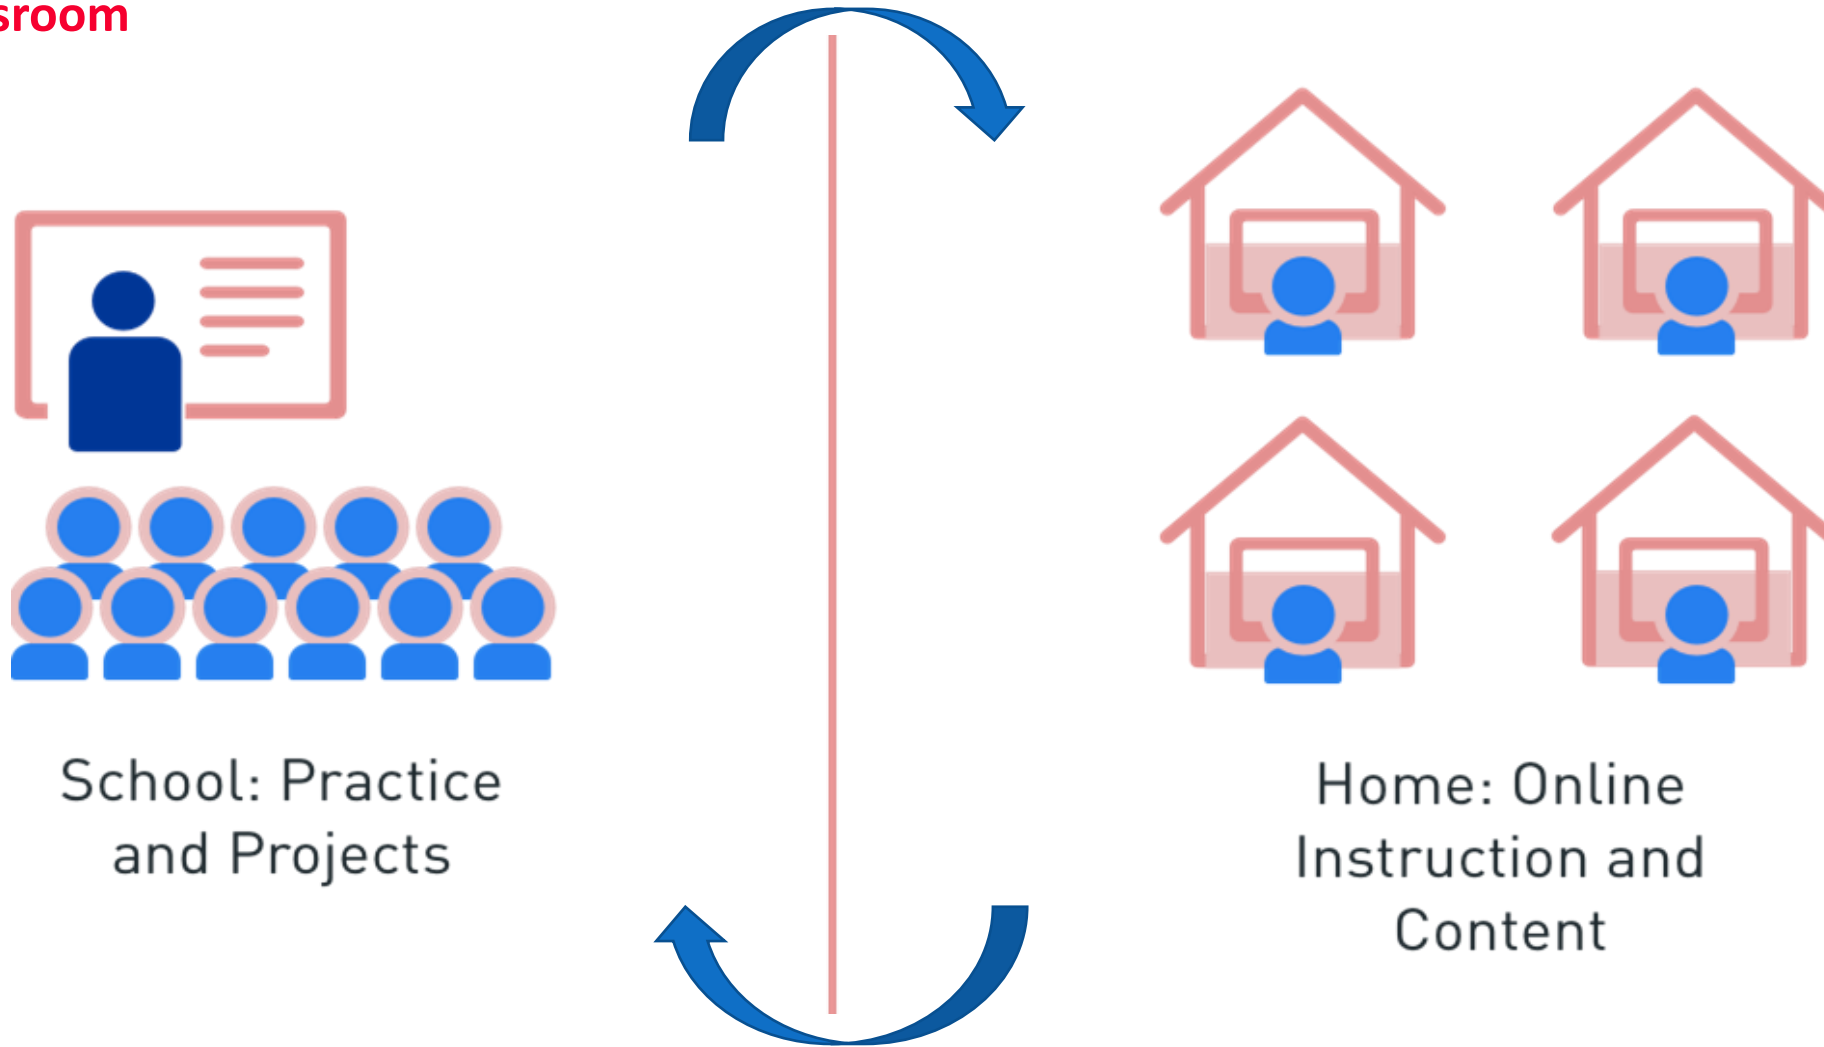 sroom
School: Practice
and Projects
Home: Online
Instruction and
Content